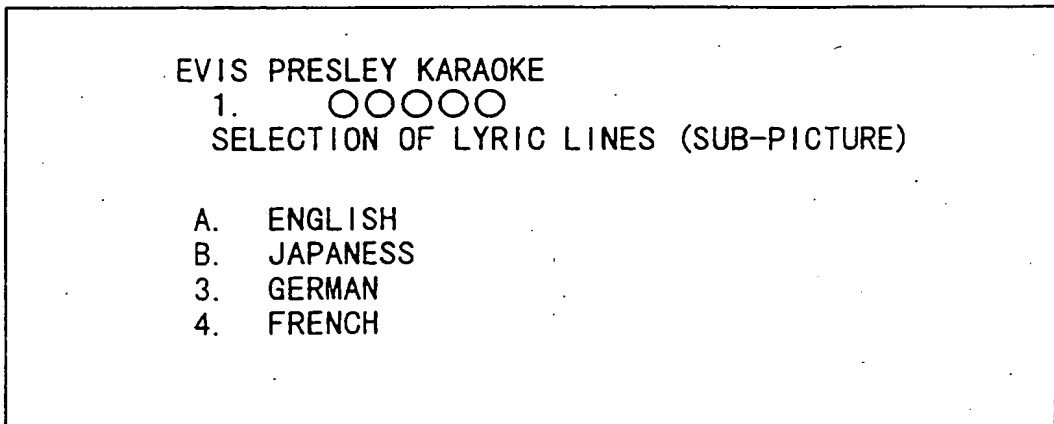 EVIS PRESLEY KARAOKE
1. ○○○○○
SELECTION OF LYRIC LINES (SUB-PICTURE)
A. ENGLISH
B. JAPANESS
3. GERMAN
4. FRENCH